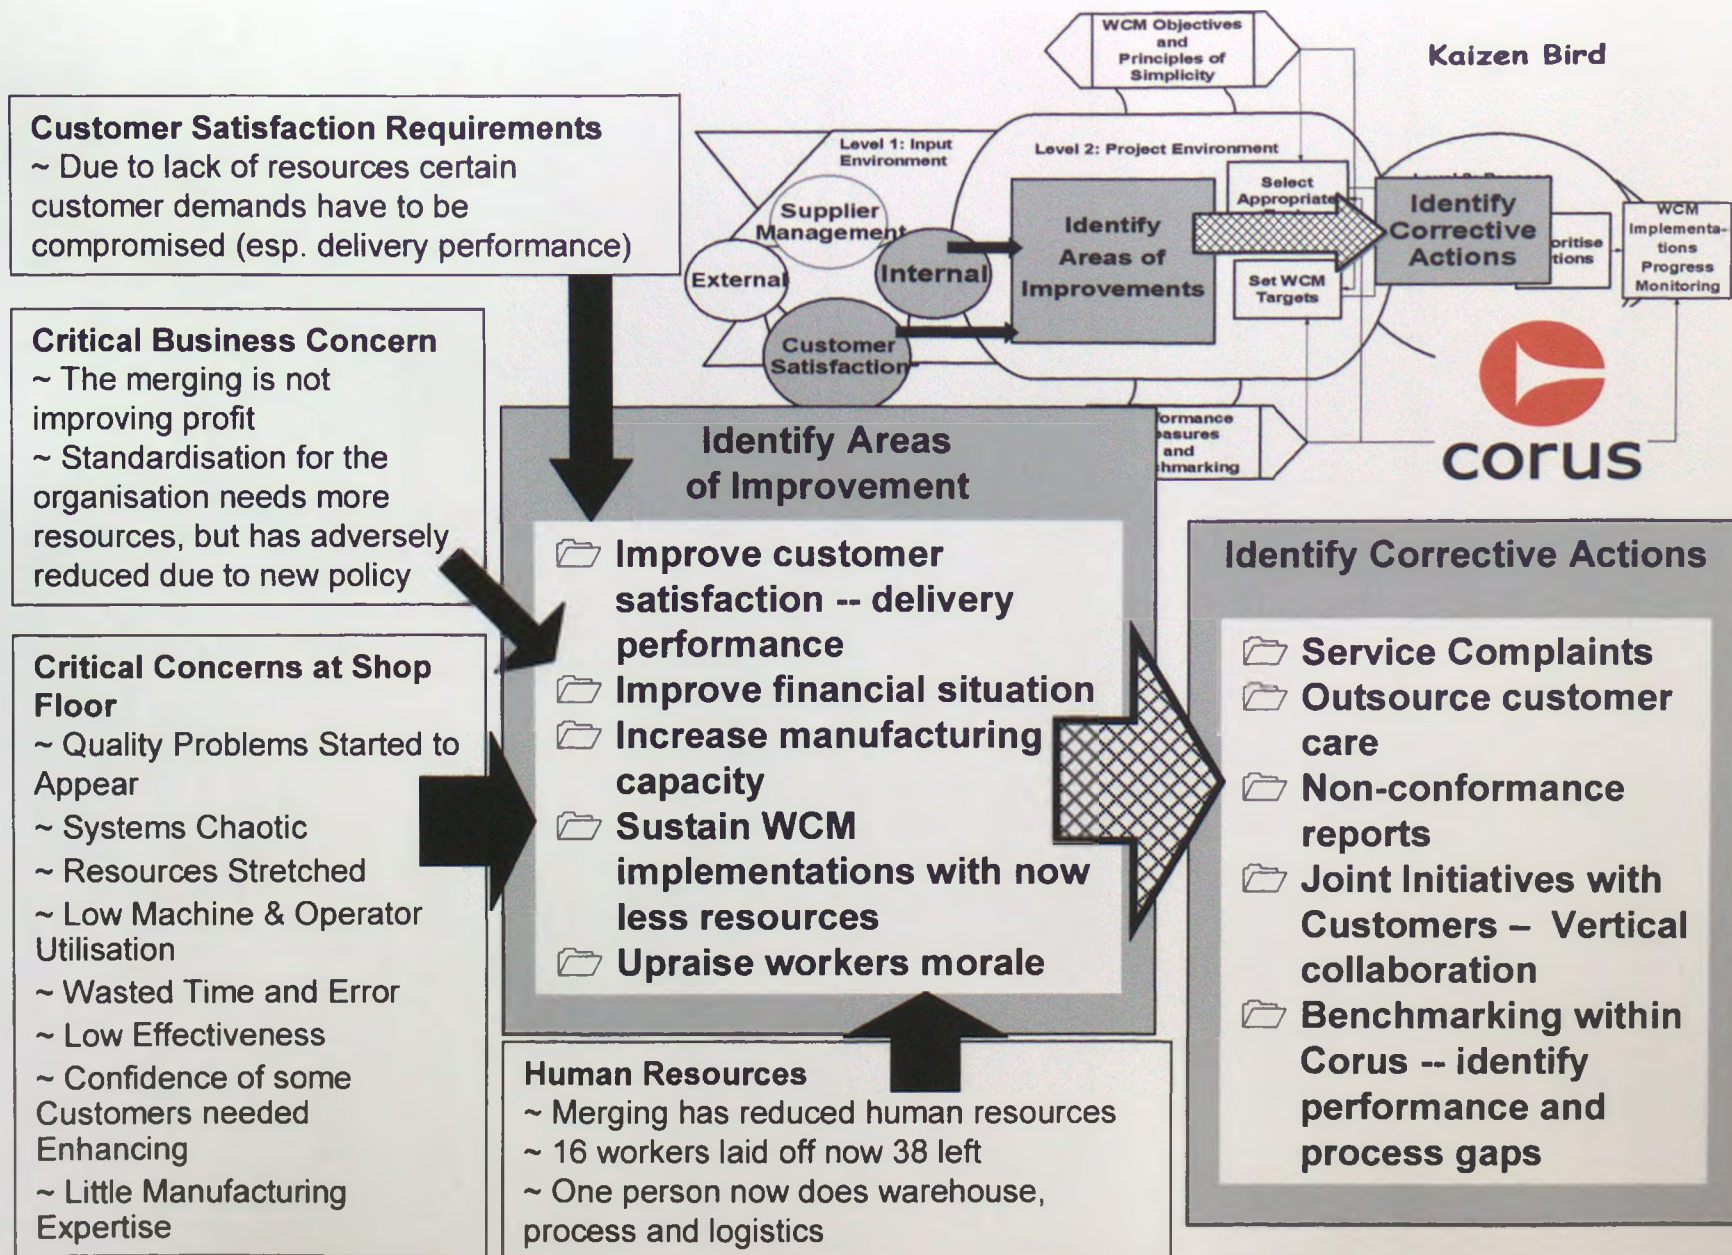 WCM Objectives
and
Principles of
Simplicity
Kaizen Bird
Customer Satisfaction Requirements
~ Due to lack of resources certain
customer demands have to be
compromised (esp. delivery performance)
Level 1: Input
Environment
Level 2: Project Environment
Supplier
Management
External
Internal
Customer
Satisfaction
Identify
Areas of
Improvements
Select
Appropriate
Set WCM
Targets
Identify
Corrective
Actions
WCM
Implementa-
tions
Progress
Monitoring
and
corus
Critical Business Concern
~ The merging is not
improving profit
~ Standardisation for the
organisation needs more
resources, but has adversely
reduced due to new policy
Critical Concerns at Shop
Floor
~ Quality Problems Started to
Appear
~ Systems Chaotic
~ Resources Stretched
~ Low Machine & Operator
Utilisation
~ Wasted Time and Error
~ Low Effectiveness
~ Confidence of some
Customers needed
Enhancing
~ Little Manufacturing
Expertise
Identify Areas
of Improvement
Improve customer
satisfaction -- delivery
performance
Improve financial situation
Increase manufacturing
capacity
Sustain WCM
implementations with now
less resources
Upraise workers morale
Human Resources
~ Merging has reduced human resources
~ 16 workers laid off now 38 left
~ One person now does warehouse,
process and logistics
Identify Corrective Actions
Service Complaints
Outsource customer
care
Non-conformance
reports
Joint Initiatives with
Customers – Vertical
collaboration
Benchmarking within
Corus -- identify
performance and
process gaps